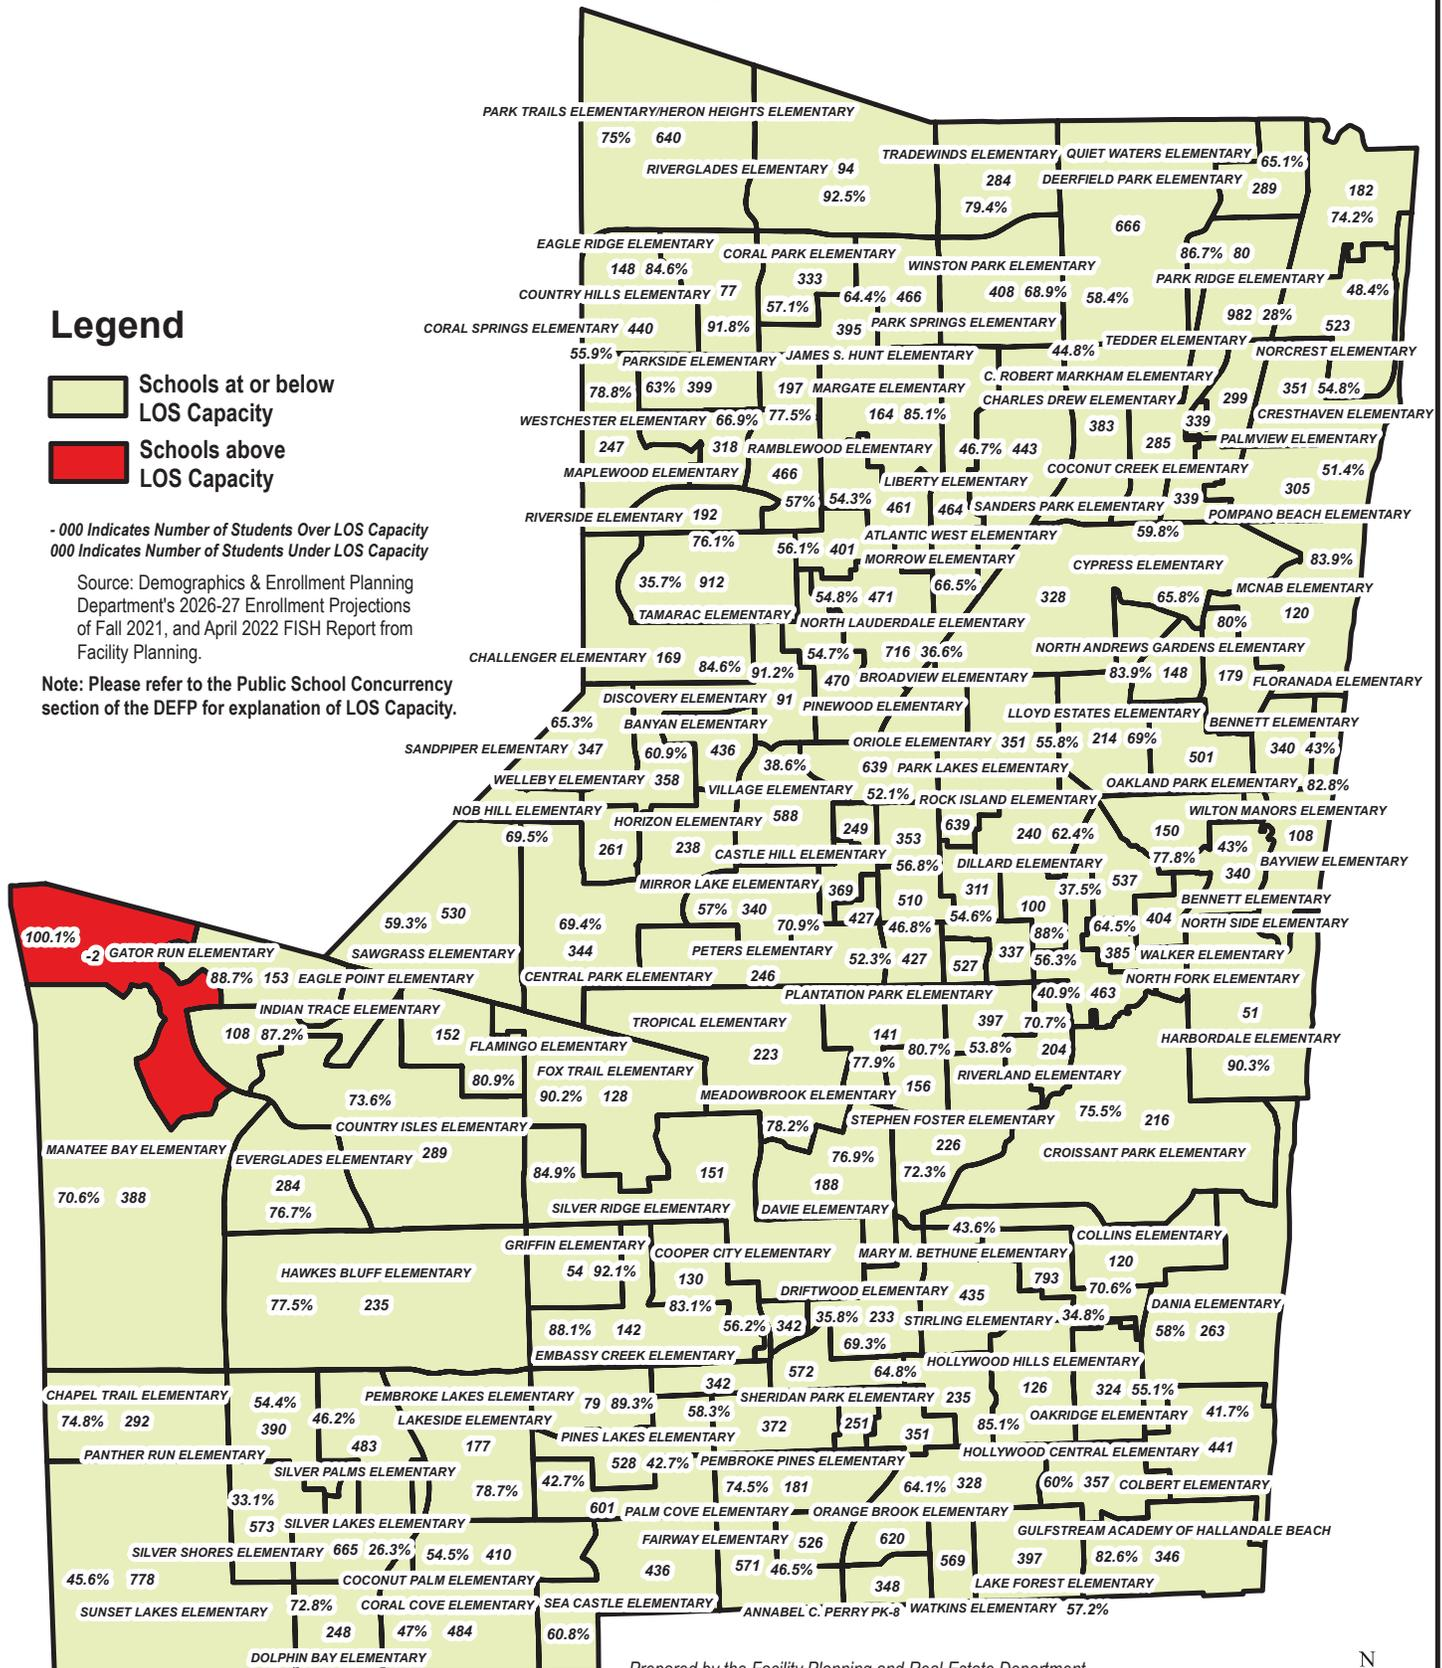 PARK TRAILS ELEMENTARY/HERON HEIGHTS ELEMENTARY
75% 640
TRADEWINDS ELEMENTARY QUIET WATERS ELEMENTARY
65.1%
RIVERGLADES ELEMENTARY 94
284 DEERFIELD PARK ELEMENTARY
289 182
92.5%
79.4%
74.2%
666
EAGLE RIDGE ELEMENTARY
CORAL PARK ELEMENTARY
86.7% 80
148 84.6%
WINSTON PARK ELEMENTARY
333
PARK RIDGE ELEMENTARY
COUNTRY HILLS ELEMENTARY 77
57.1% 64.4% 466
408 68.9% 58.4%
48.4%
982 28%
CORAL SPRINGS ELEMENTARY 440 91.8%
395 PARK SPRINGS ELEMENTARY
523
TEDDER ELEMENTARY
55.9% PARKSIDE ELEMENTARY JAMES S. HUNT ELEMENTARY
44.8%
NORCREST ELEMENTARY
C. ROBERT MARKHAM ELEMENTARY
78.8% 63% 399
197 MARGATE ELEMENTARY
351 54.8%
CHARLES DREW ELEMENTARY
299
WESTCHESTER ELEMENTARY 66.9% 77.5%
164 85.1%
CRESTHAVEN ELEMENTARY
383
339
247 318 RAMBLEWOOD ELEMENTARY
46.7% 443
285
PALMVIEW ELEMENTARY
MAPLEWOOD ELEMENTARY
466
COCONUT CREEK ELEMENTARY
51.4%
LIBERTY ELEMENTARY
305
57% 54.3%
339
RIVERSIDE ELEMENTARY 192
461 464 SANDERS PARK ELEMENTARY
POMPANO BEACH ELEMENTARY
76.1%
ATLANTIC WEST ELEMENTARY
59.8%
56.1% 401
MORROW ELEMENTARY
CYPRESS ELEMENTARY
83.9%
35.7% 912
66.5%
MCNAB ELEMENTARY
54.8% 471
328
65.8%
TAMARAC ELEMENTARY
120
NORTH LAUDERDALE ELEMENTARY
80%
NORTH ANDREWS GARDENS ELEMENTARY
CHALLENGER ELEMENTARY 169
54.7% 716 36.6%
84.6% 91.2%
470 BROADVIEW ELEMENTARY
83.9% 148 179
FLORANADA ELEMENTARY
DISCOVERY ELEMENTARY 91
PINEWOOD ELEMENTARY
LLOYD ESTATES ELEMENTARY
65.3% BANYAN ELEMENTARY
BENNETT ELEMENTARY
SANDPIPER ELEMENTARY 347
60.9% 436
ORIOLE ELEMENTARY 351 55.8% 214 69%
340 43%
38.6%
501
639 PARK LAKES ELEMENTARY
WELLEBY ELEMENTARY 358
OAKLAND PARK ELEMENTARY 82.8%
VILLAGE ELEMENTARY
52.1% ROCK ISLAND ELEMENTARY
NOB HILL ELEMENTARY
WILTON MANORS ELEMENTARY
HORIZON ELEMENTARY 588
249 639 240 62.4%
150 108
69.5%
353
261 238
43%
CASTLE HILL ELEMENTARY
77.8%
56.8% DILLARD ELEMENTARY
BAYVIEW ELEMENTARY
MIRROR LAKE ELEMENTARY 369
311 37.5% 537
340
BENNETT ELEMENTARY
510 100
57% 340
427 54.6%
404
59.3% 530
69.4%
70.9%
46.8% 88% 64.5%
NORTH SIDE ELEMENTARY
100.1%
-2 GATOR RUN ELEMENTARY
SAWGRASS ELEMENTARY
344
PETERS ELEMENTARY
52.3% 427 527 337 56.3% 385 WALKER ELEMENTARY
88.7% 153 EAGLE POINT ELEMENTARY
CENTRAL PARK ELEMENTARY 246
NORTH FORK ELEMENTARY
PLANTATION PARK ELEMENTARY
40.9% 463
INDIAN TRACE ELEMENTARY
51
TROPICAL ELEMENTARY
397 70.7%
108 87.2% 152
141
HARBORDALE ELEMENTARY
FLAMINGO ELEMENTARY
223
80.7% 53.8% 204
77.9%
90.3%
80.9% FOX TRAIL ELEMENTARY
RIVERLAND ELEMENTARY
90.2% 128
MEADOWBROOK ELEMENTARY 156
73.6%
75.5% 216
COUNTRY ISLES ELEMENTARY
78.2%
STEPHEN FOSTER ELEMENTARY
MANATEE BAY ELEMENTARY
EVERGLADES ELEMENTARY 289
76.9%
226
CROISSANT PARK ELEMENTARY
84.9% 151
72.3%
284
188
70.6% 388
76.7%
SILVER RIDGE ELEMENTARY
DAVIE ELEMENTARY
43.6%
COLLINS ELEMENTARY
GRIFFIN ELEMENTARY
COOPER CITY ELEMENTARY
MARY M. BETHUNE ELEMENTARY
HAWKES BLUFF ELEMENTARY
54 92.1%
120
130
793
DRIFTWOOD ELEMENTARY 435
70.6%
77.5% 235
83.1%
DANIA ELEMENTARY
88.1% 142
56.2% 342 35.8% 233
STIRLING ELEMENTARY 34.8%
58% 263
69.3%
EMBASSY CREEK ELEMENTARY
HOLLYWOOD HILLS ELEMENTARY
572 64.8%
342
126 324 55.1%
CHAPEL TRAIL ELEMENTARY
54.4%
PEMBROKE LAKES ELEMENTARY
79 89.3%
SHERIDAN PARK ELEMENTARY 235
74.8% 292
46.2%
LAKESIDE ELEMENTARY
58.3%
OAKRIDGE ELEMENTARY
41.7%
390
372 251 351
85.1%
PINES LAKES ELEMENTARY
PANTHER RUN ELEMENTARY
483 177
HOLLYWOOD CENTRAL ELEMENTARY 441
528 42.7% PEMBROKE PINES ELEMENTARY
SILVER PALMS ELEMENTARY
42.7%
78.7%
74.5% 181
64.1% 328
60% 357 COLBERT ELEMENTARY
33.1%
601 PALM COVE ELEMENTARY
ORANGE BROOK ELEMENTARY
573 SILVER LAKES ELEMENTARY
GULFSTREAM ACADEMY OF HALLANDALE BEACH
FAIRWAY ELEMENTARY 526
620
SILVER SHORES ELEMENTARY 665 26.3% 54.5% 410
569 397 82.6% 346
436 571 46.5%
45.6% 778
COCONUT PALM ELEMENTARY
348
LAKE FOREST ELEMENTARY
SUNSET LAKES ELEMENTARY
72.8% CORAL COVE ELEMENTARY
SEA CASTLE ELEMENTARY
ANNABEL C. PERRY PK-8 WATKINS ELEMENTARY 57.2%
248 47% 484
60.8%
DOLPHIN BAY ELEMENTARY
Legend
Schools at or below
LOS Capacity
Schools above
LOS Capacity
- 000 Indicates Number of Students Over LOS Capacity
000 Indicates Number of Students Under LOS Capacity
Source: Demographics & Enrollment Planning
Department's 2026-27 Enrollment Projections
of Fall 2021, and April 2022 FISH Report from
Facility Planning.
Note: Please refer to the Public School Concurrency
section of the DEFP for explanation of LOS Capacity.
Prepared by the Facility Planning and Real Estate Department
N